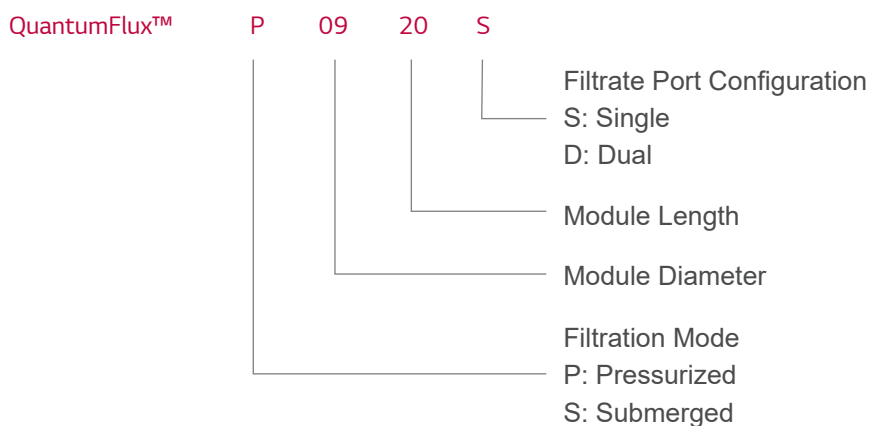 QuantumFlux™ P 09 20 S
Filtrate Port Configuration
S: Single
D: Dual
Module Length
Module Diameter
Filtration Mode
P: Pressurized
S: Submerged